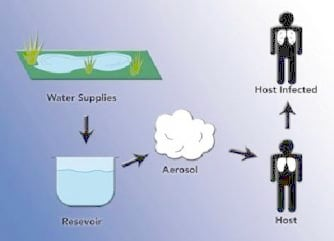 Water Supplies
Resevoir
Aerosol
Host
Host Infected